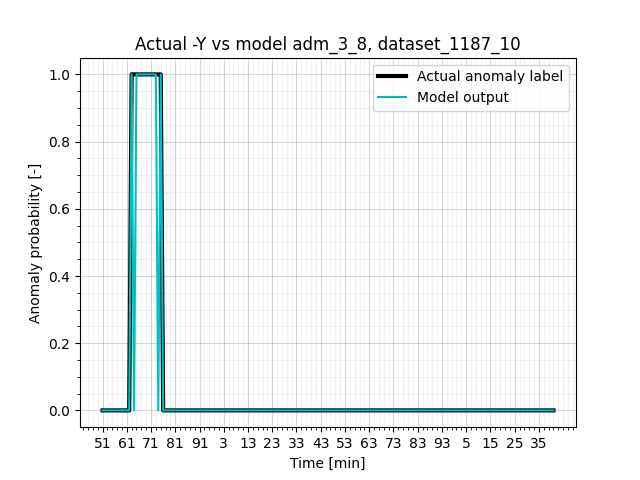 Actual -Y vs model adm_3_8, dataset_1187_10
Actual anomaly label
Model output
Anomaly probability [-]
1.0
0.8
0.6
0.4
0.2
0.0
51 61 71 81 91 3 13 23 33 43 53 63 73 83 93 5 15 25 35
Time [min]